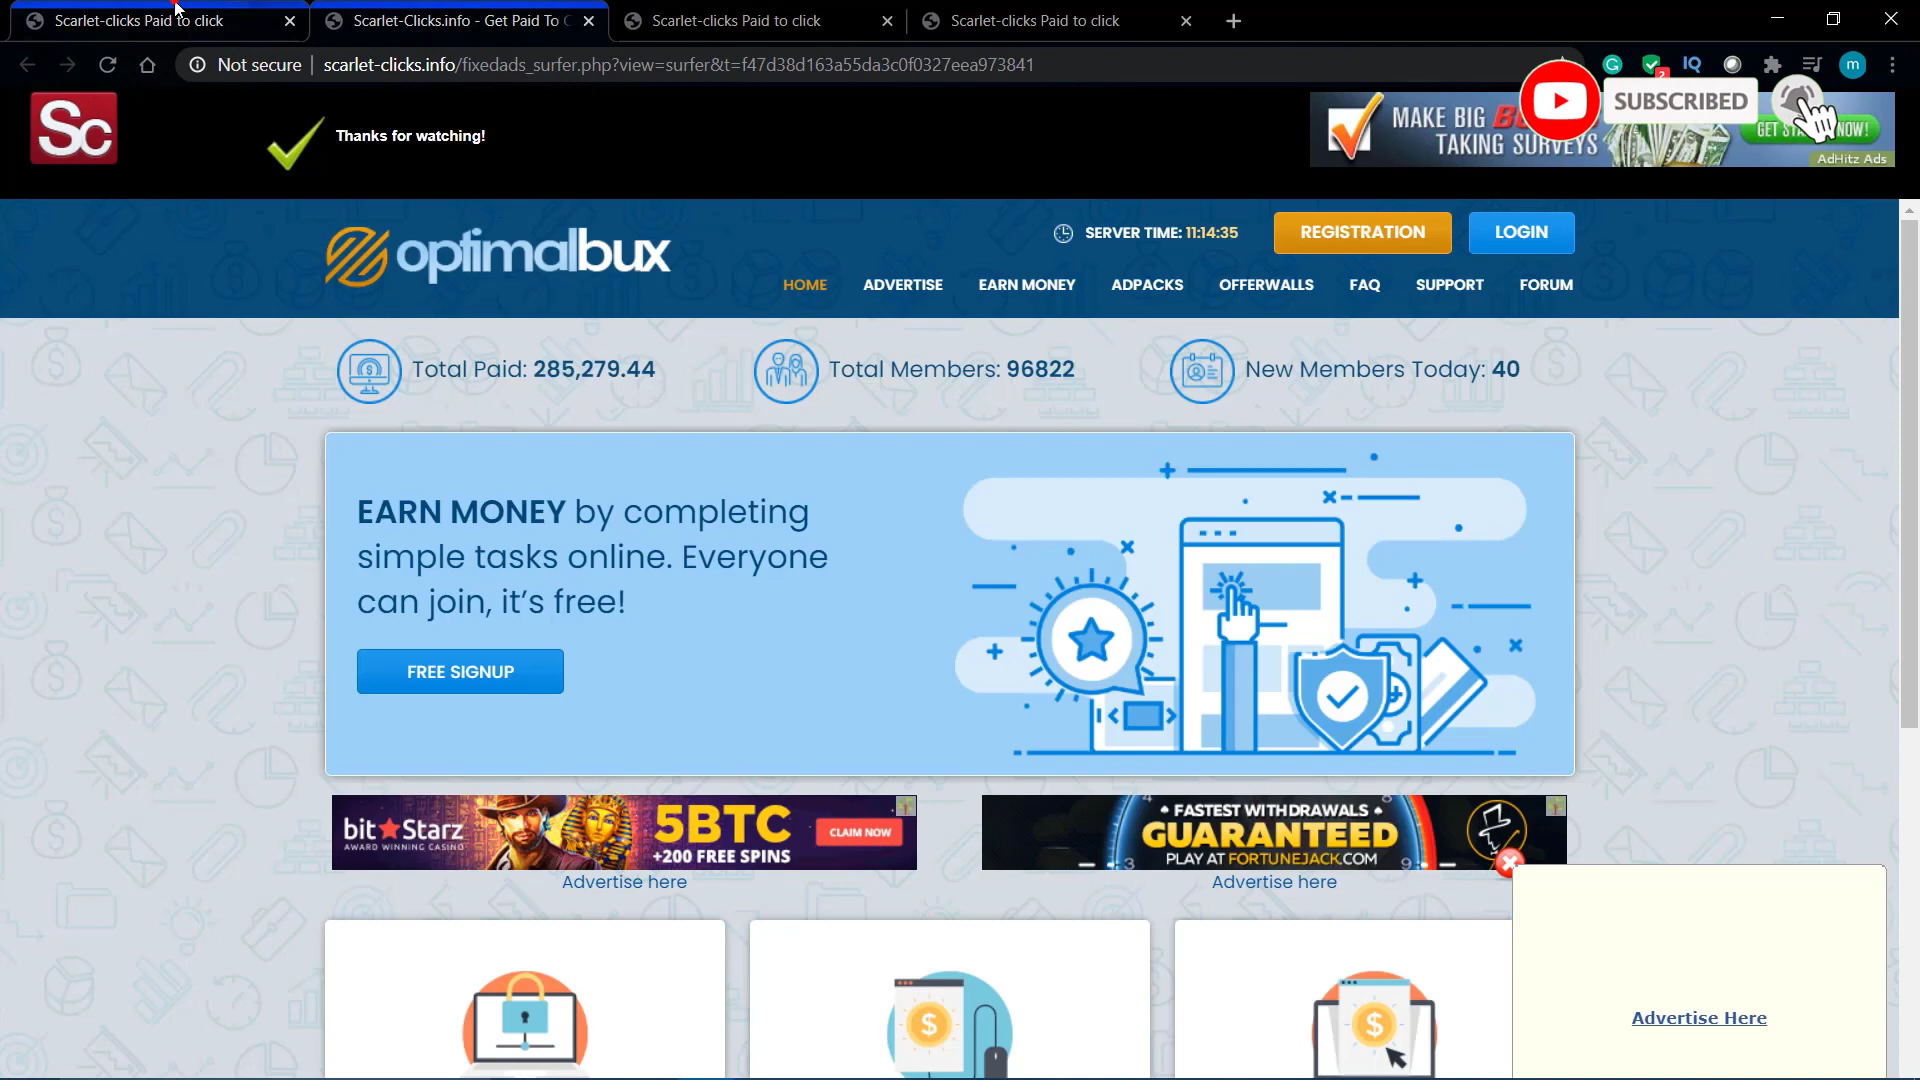 Scarlet-clicks Paid to click
Scarlet-Clicks.info - Get Paid To C
Scarlet-clicks Paid to click
Scarlet-clicks Paid to click
Not secure
scarlet-clicks.info/fixedads_surfer.php?view=surfer&t=f47d38d163a55da3c0f0327eea973841
IQ
2
m
Sc
Thanks for watching!
MAKE BIG
TAKING SURVEYS
GET
NOW!
AdHitz Ads
SUBSCRIBED
optimalbux
SERVER TIME: 11:14:35
REGISTRATION
LOGIN
HOME
ADVERTISE
EARN MONEY
ADPACKS
OFFERWALLS
FAQ
SUPPORT
FORUM
Total Paid: 285,279.44
Total Members: 96822
New Members Today: 40
EARN MONEY by completing
simple tasks online. Everyone
can join, it's free!
FREE SIGNUP
bitStarz
AWARD WINNING CASINO
5BTC
+200 FREE SPINS
CLAIM NOW
FASTEST WITHDRAWALS
GUARANTEED
PLAY AT FORTUNEJACK.COM
Advertise here
Advertise here
Advertise Here